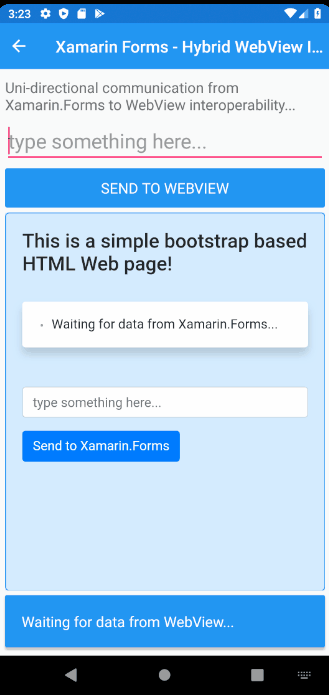 3:23
Xamarin Forms - Hybrid WebView I...
Uni-directional communication from
Xamarin.Forms to WebView interoperability...
type something here...
SEND TO WEBVIEW
This is a simple bootstrap based
HTML Web page!
Waiting for data from Xamarin.Forms...
type something here...
Send to Xamarin.Forms
Waiting for data from WebView...